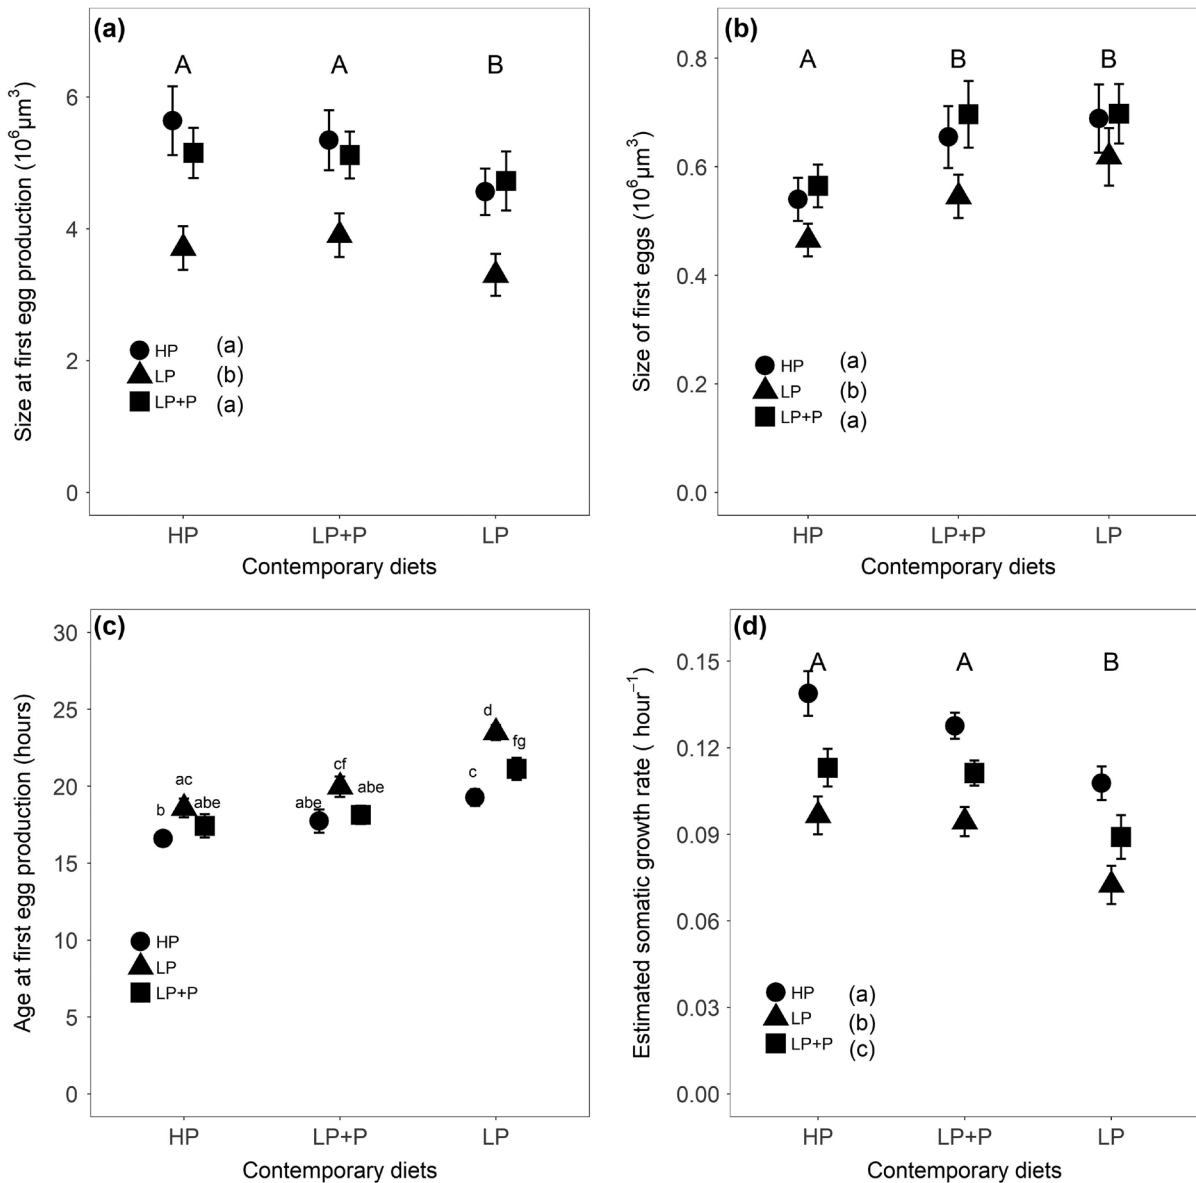 (a)
A A B
Size at first egg production (10⁶µm³)
6
4
2
0
HP (a)
LP (b)
LP+P (a)
HP LP+P LP
Contemporary diets
(b)
A B B
Size of first eggs (10⁶µm³)
0.8
0.6
0.4
0.2
0.0
HP (a)
LP (b)
LP+P (a)
HP LP+P LP
Contemporary diets
(c)
Age at first egg production (hours)
30
25
20
15
10
5
0
b ac abe abe cf abe c d fg
HP
LP
LP+P
HP LP+P LP
Contemporary diets
(d)
A A B
Estimated somatic growth rate ( hour⁻¹)
0.15
0.12
0.09
0.06
0.03
0.00
HP (a)
LP (b)
LP+P (c)
HP LP+P LP
Contemporary diets